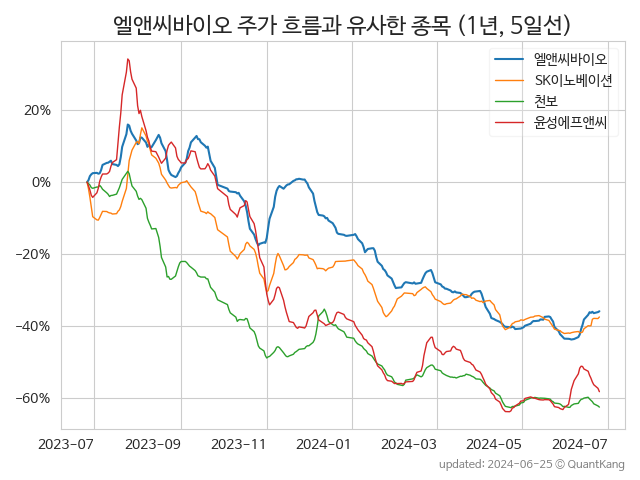 엘앤씨바이오 주가 흐름과 유사한 종목 (1년, 5일선)
엘앤씨바이오
SK이노베이션
천보
윤성에프앤씨
20%
0%
−20%
−40%
−60%
2023-07 2023-09 2023-11 2024-01 2024-03 2024-05 2024-07
updated: 2024-06-25 © QuantKang